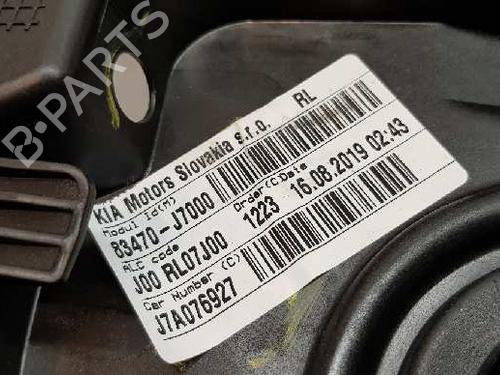 B-PARTS
KIA Motors Slovakia s.r.o. RL
Modul Id(M)
83470-J7000
ALC code Order(C.Date
J00 RL07J00 1223 16.08.2019 02:43
Car Number (C)
J7A076927